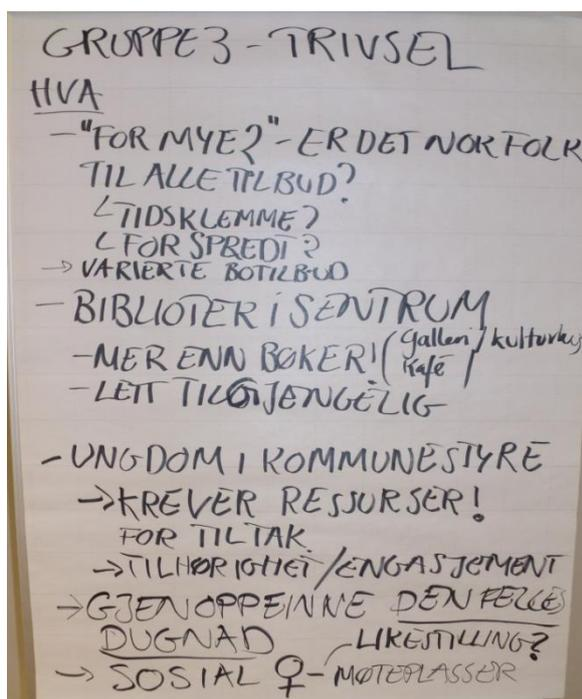 GRUPPE 3 - TRIVSEL
HVA
- "FOR MYE?" - ER DET NOK FOLK
TIL ALLE TILBUD?
└ TIDSKLEMME?
└ FOR SPREDT?
→ VARIERTE BOTILBUD
- BIBLIOTER I SENTRUM
- MER ENN BØKER! (Galleri / kulturhus
Kafé /
- LETT TILGJENGELIG
- UNGDOM I KOMMUNESTYRE
→ KREVER RESSURSER!
FOR TILTAK
→ TILHØRIGHET / ENGASJEMENT
→ GJENOPPFINNE DEN FELLES
DUGNAD
LIKESTILLING?
→ SOSIAL ♀ - MØTEPLASSER